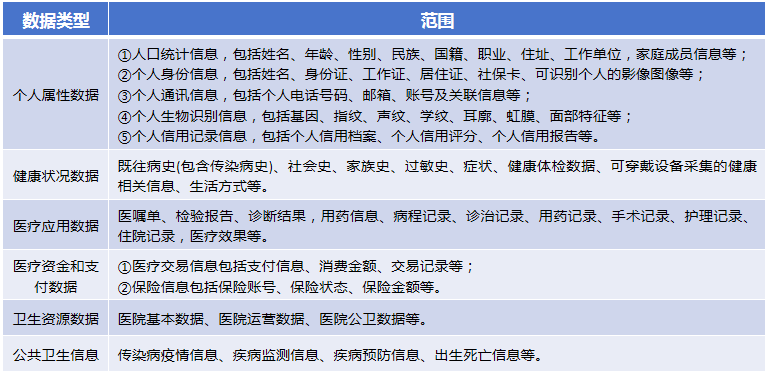 数据类型 范围
个人属性数据
①人口统计信息，包括姓名、年龄、性别、民族、国籍、职业、住址、工作单位，家庭成员信息等；
②个人身份信息，包括姓名、身份证、工作证、居住证、社保卡、可识别个人的影像图像等；
③个人通讯信息，包括个人电话号码、邮箱、账号及关联信息等；
④个人生物识别信息，包括基因、指纹、声纹、学纹、耳廓、虹膜、面部特征等；
⑤个人信用记录信息，包括个人信用档案、个人信用评分、个人信用报告等。
健康状况数据
既往病史(包含传染病史)、社会史、家族史、过敏史、症状、健康体检数据、可穿戴设备采集的健康
相关信息、生活方式等。
医疗应用数据
医嘱单、检验报告、诊断结果，用药信息、病程记录、诊治记录、用药记录、手术记录、护理记录、
住院记录，医疗效果等。
医疗资金和支
付数据
①医疗交易信息包括支付信息、消费金额、交易记录等；
②保险信息包括保险账号、保险状态、保险金额等。
卫生资源数据
医院基本数据、医院运营数据、医院公卫数据等。
公共卫生信息
传染病疫情信息、疾病监测信息、疾病预防信息、出生死亡信息等。